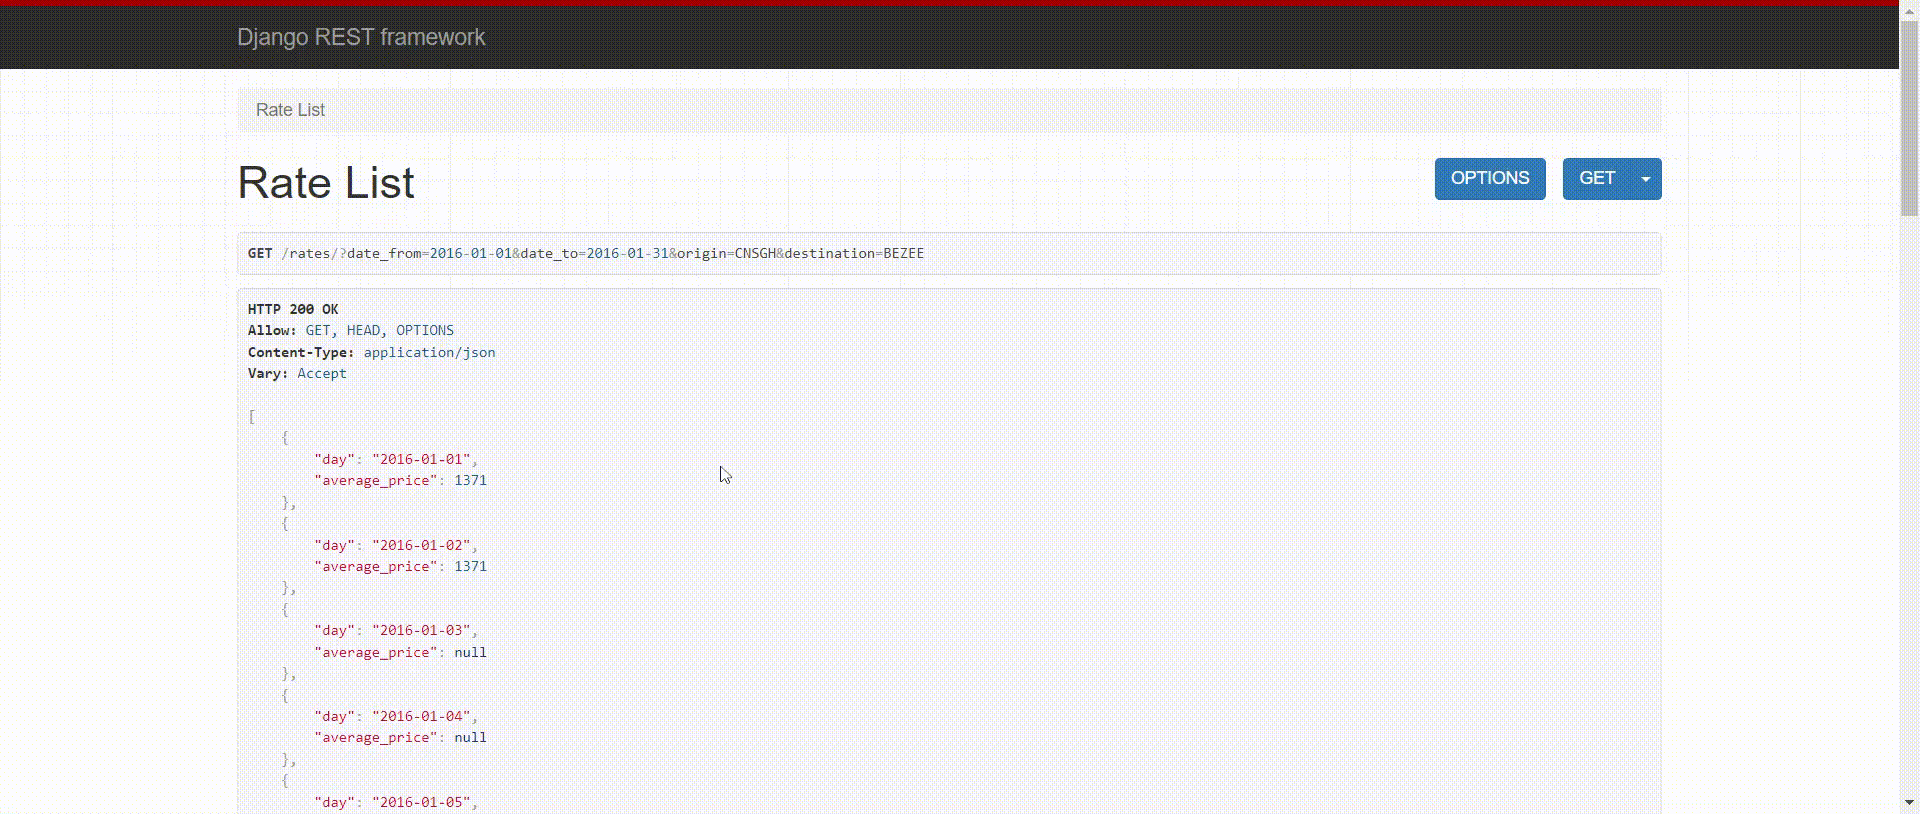 Django REST framework
Rate List
Rate List
OPTIONS
GET
GET /rates/?date_from=2016-01-01&date_to=2016-01-31&origin=CNSGH&destination=BEZEE
HTTP 200 OK
Allow: GET, HEAD, OPTIONS
Content-Type: application/json
Vary: Accept
[
{
"day": "2016-01-01",
"average_price": 1371
},
{
"day": "2016-01-02",
"average_price": 1371
},
{
"day": "2016-01-03",
"average_price": null
},
{
"day": "2016-01-04",
"average_price": null
},
{
"day": "2016-01-05",